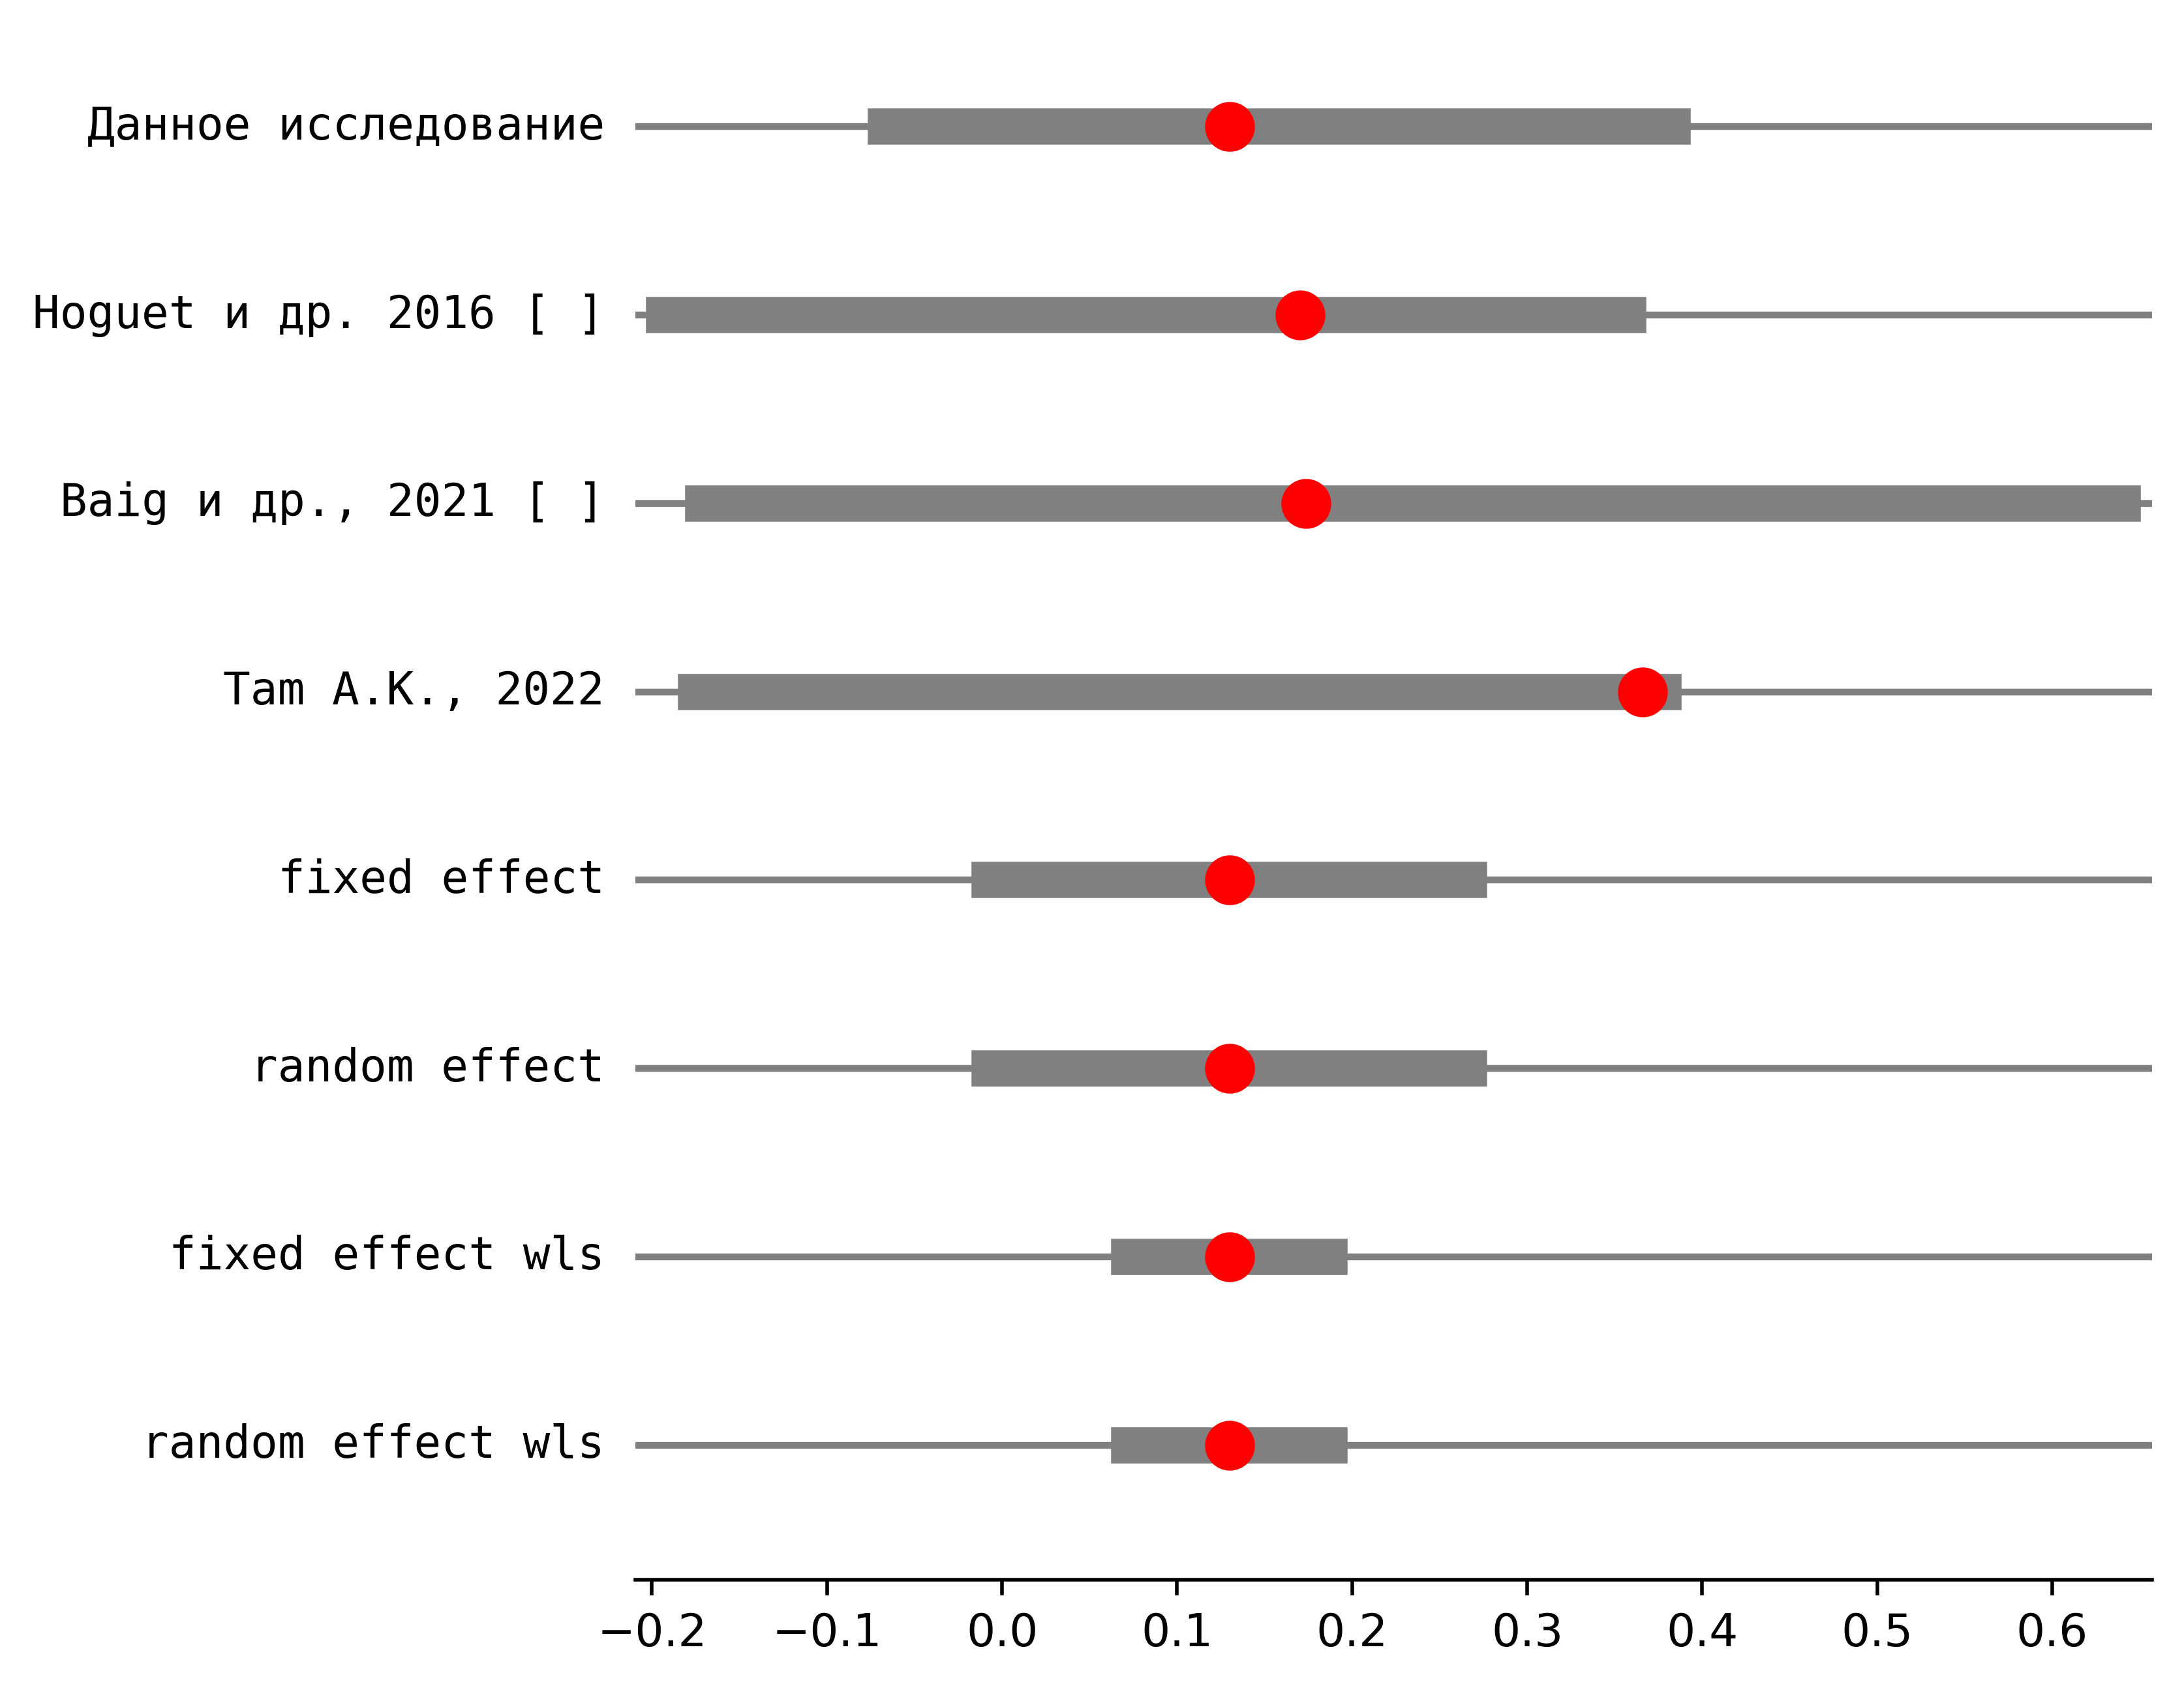 Данное исследование
Hoguet и др. 2016 [ ]
Baig и др., 2021 [ ]
Tam A.K., 2022
fixed effect
random effect
fixed effect wls
random effect wls
−0.2 −0.1 0.0 0.1 0.2 0.3 0.4 0.5 0.6